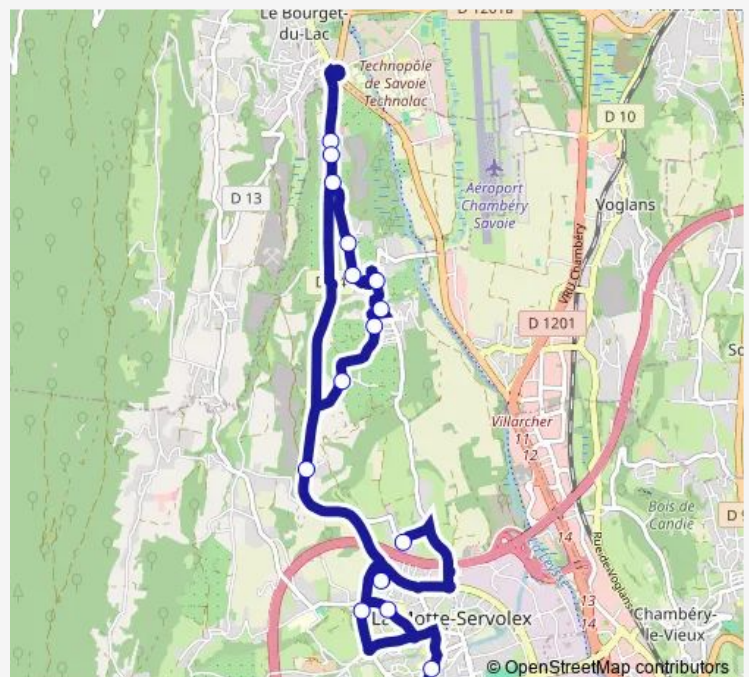 Le Bourget-
du-Lac
D 1201a
Technopôle
de Savoie
Technolac
D 10
D 13
Aéroport
Chambéry
Savoie
Voglans
VRU Chambéry
D 1201
Villarcher
11
12
Bois de
Candie
14
Rue de Voglans
13
14
La Motte-Servolex
Chambéry-
le-Vieux
© OpenStreetMap contributors